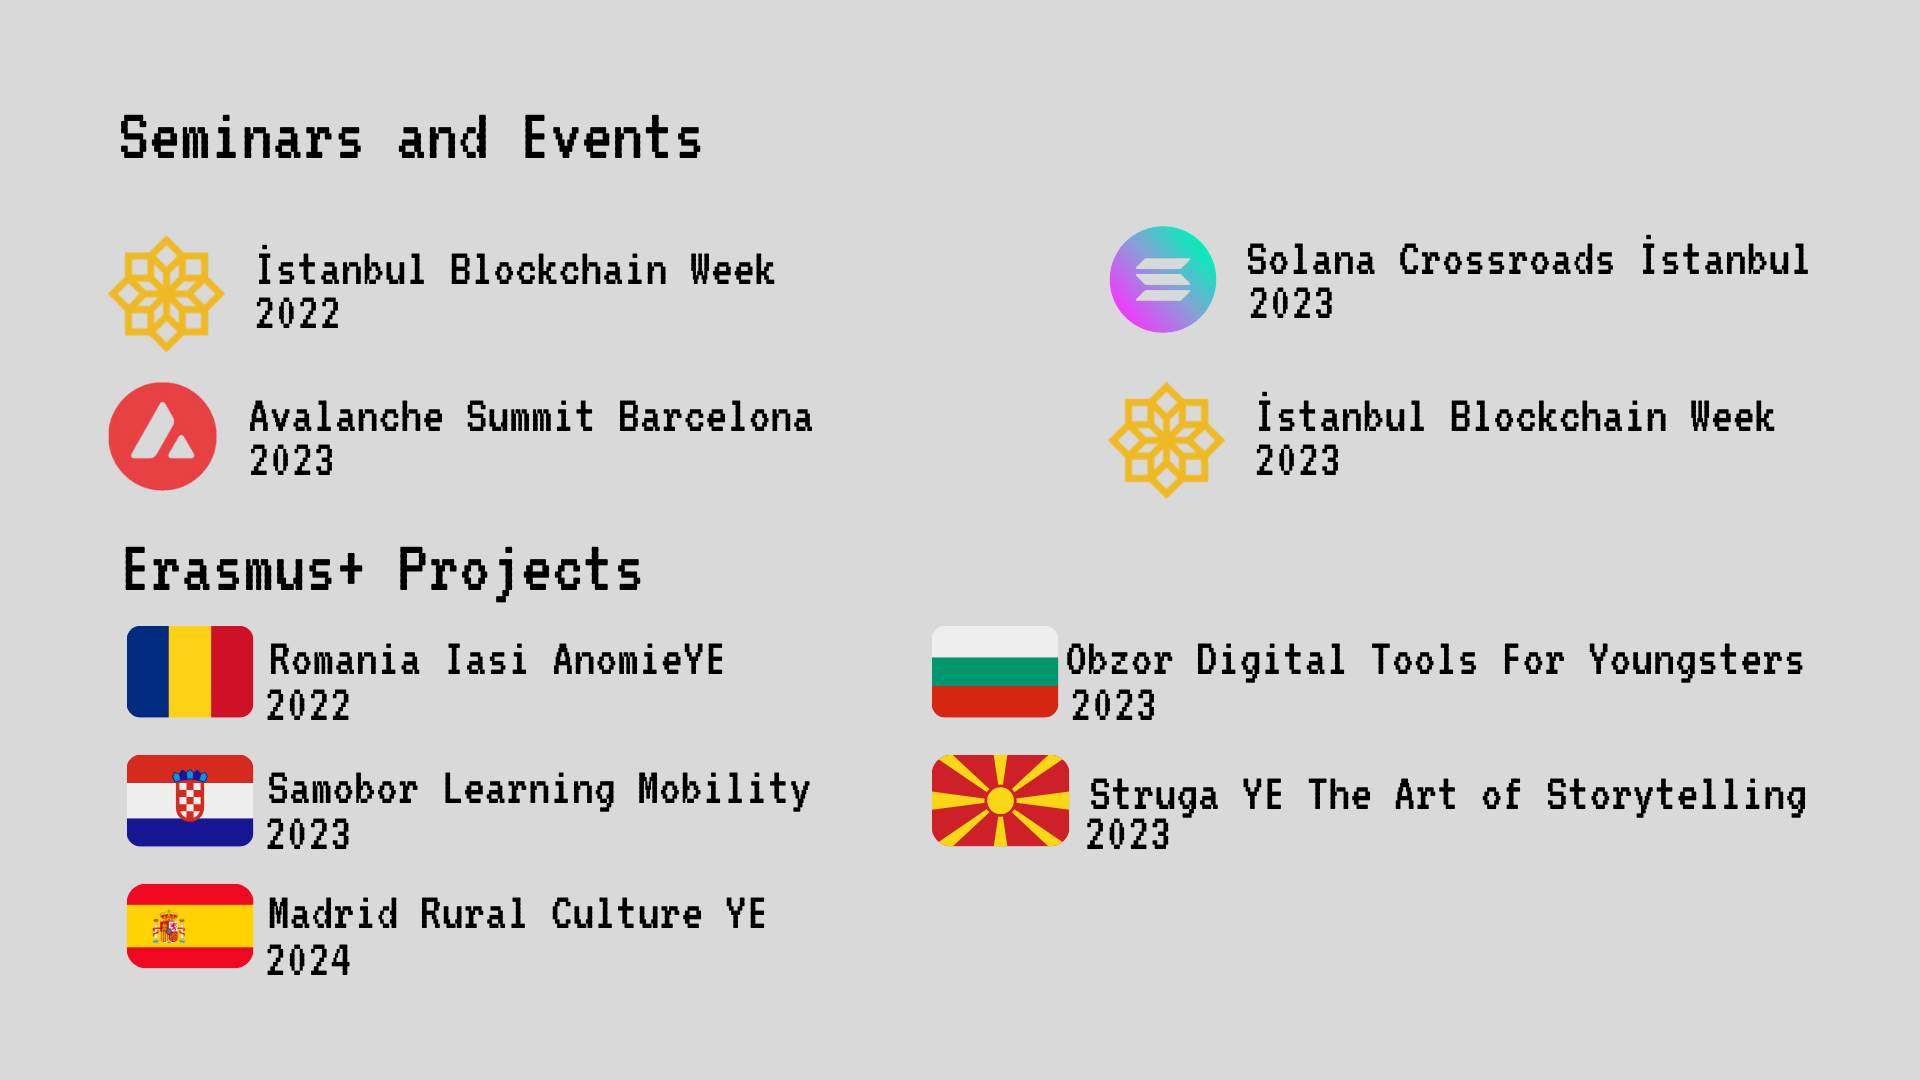 Seminars and Events
İstanbul Blockchain Week
2022
Solana Crossroads İstanbul
2023
Avalanche Summit Barcelona
2023
İstanbul Blockchain Week
2023
Erasmus+ Projects
Romania Iasi AnomieYE
2022
Obzor Digital Tools For Youngsters
2023
Samobor Learning Mobility
2023
Struga YE The Art of Storytelling
2023
Madrid Rural Culture YE
2024